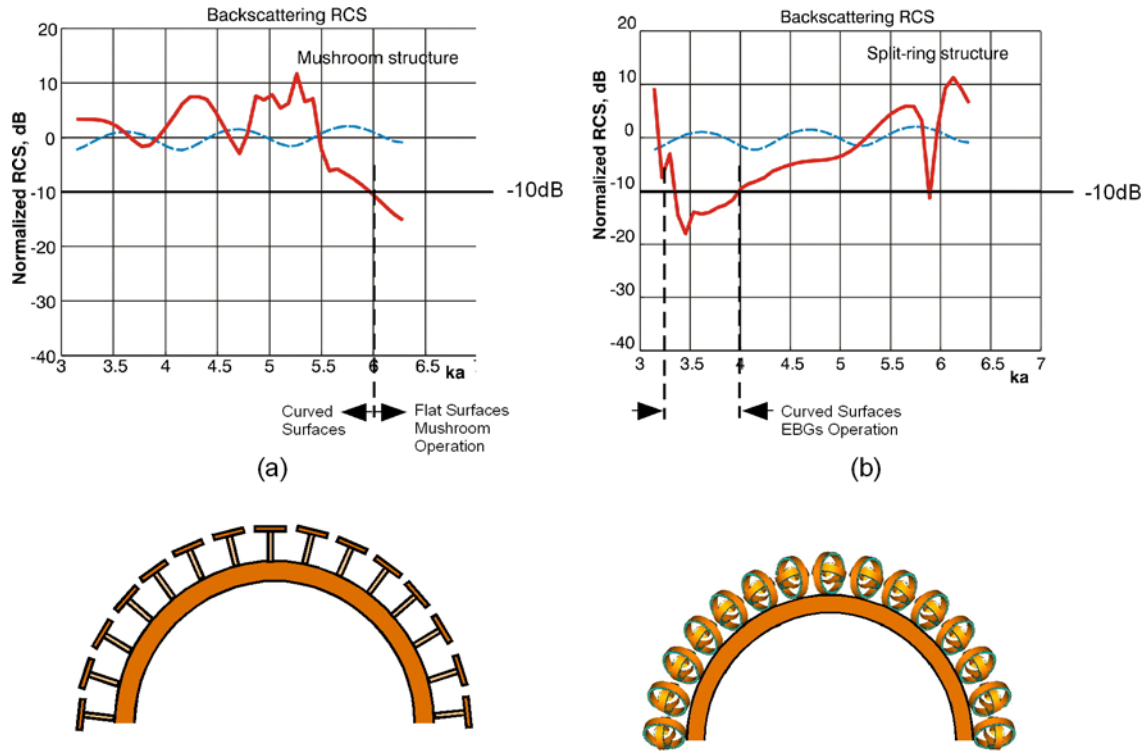 Backscattering RCS
Mushroom structure
Normalized RCS, dB
20
10
0
-10
-20
-30
-40
3
3.5
4
4.5
5
5.5
6
6.5
7
ka
-10dB
Curved
Surfaces
Flat Surfaces
Mushroom
Operation
(a)
Backscattering RCS
Split-ring structure
Normalized RCS, dB
20
10
0
-10
-20
-30
-40
3
3.5
4
4.5
5
5.5
6
6.5
7
ka
-10dB
Curved Surfaces
EBGs Operation
(b)